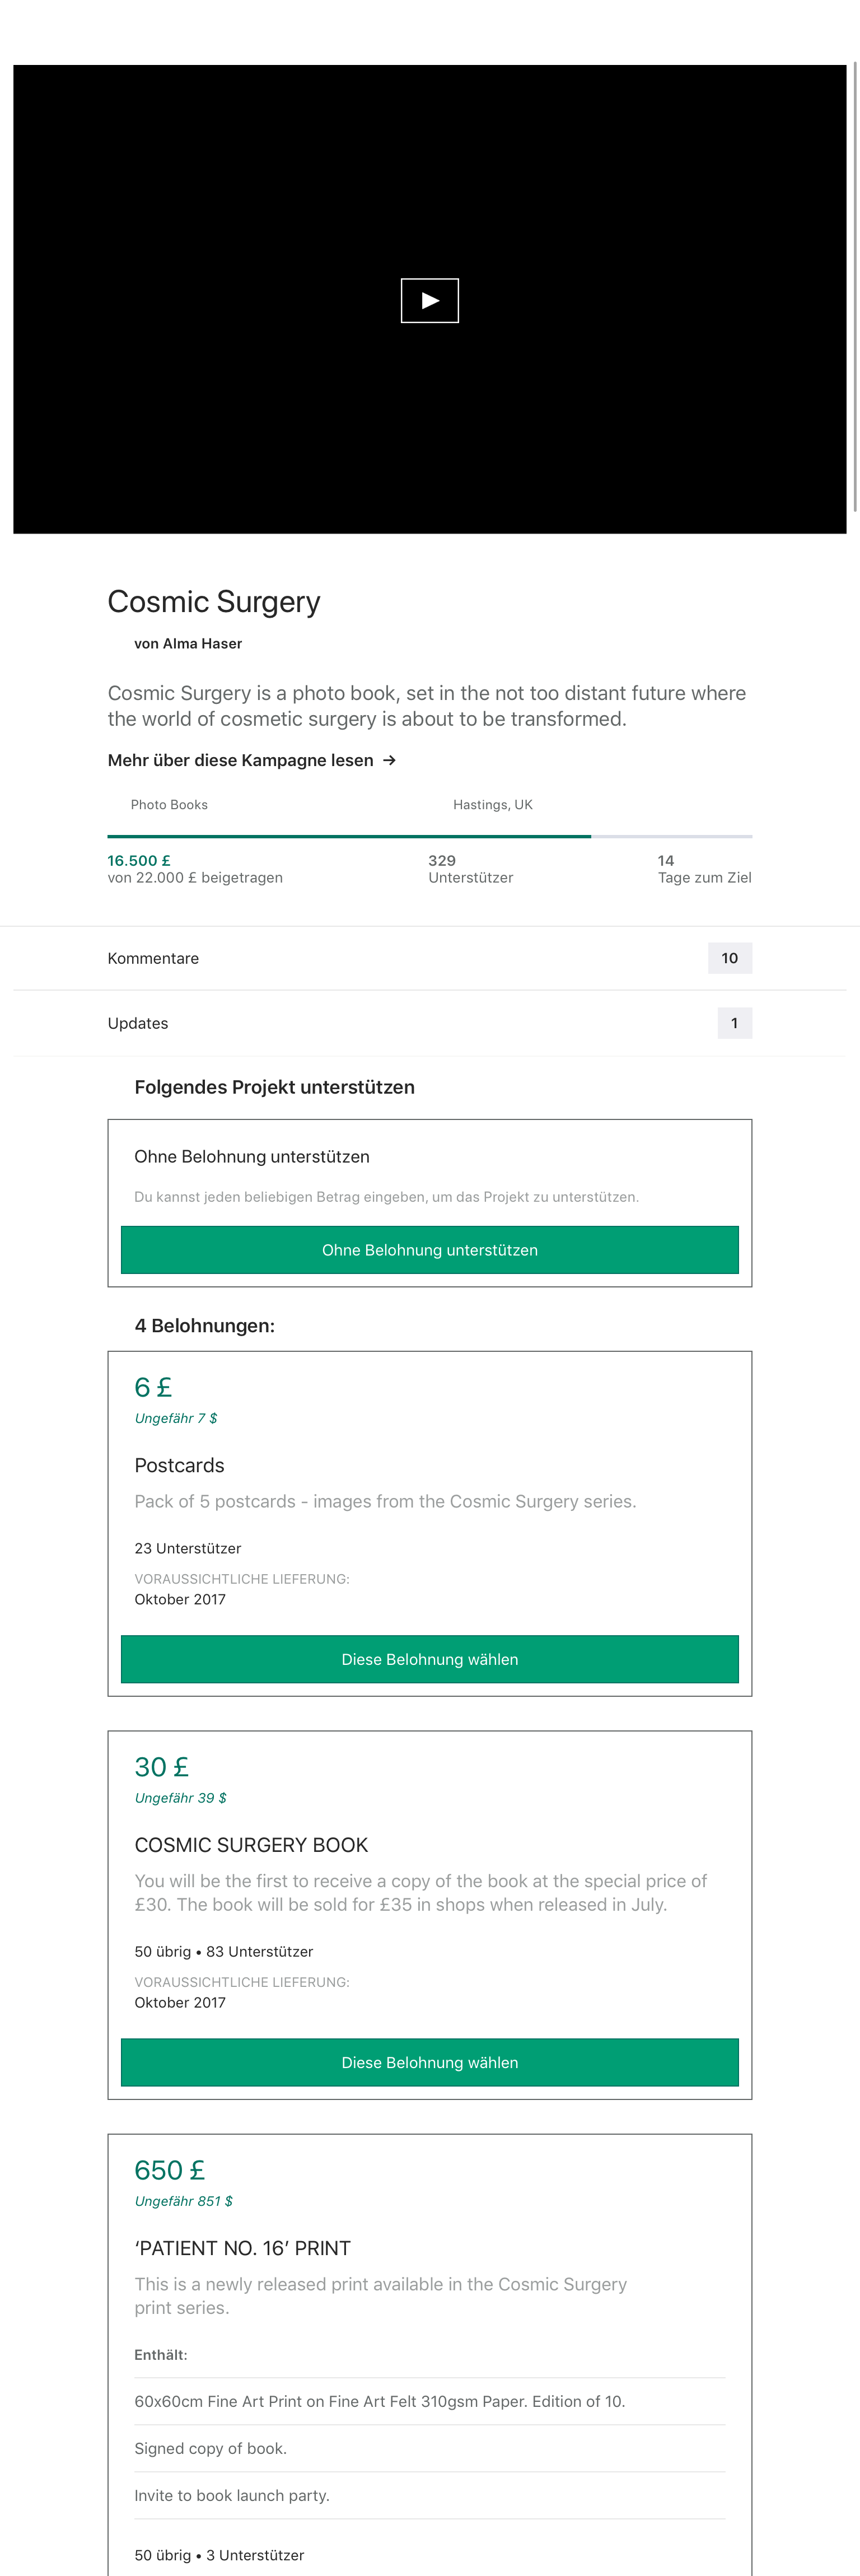 Cosmic Surgery
von Alma Haser
Cosmic Surgery is a photo book, set in the not too distant future where
the world of cosmetic surgery is about to be transformed.
Mehr über diese Kampagne lesen →
Photo Books
Hastings, UK
16.500 £
von 22.000 £ beigetragen
329
Unterstützer
14
Tage zum Ziel
Kommentare
10
Updates
1
Folgendes Projekt unterstützen
Ohne Belohnung unterstützen
Du kannst jeden beliebigen Betrag eingeben, um das Projekt zu unterstützen.
Ohne Belohnung unterstützen
4 Belohnungen:
6 £
Ungefähr 7 $
Postcards
Pack of 5 postcards - images from the Cosmic Surgery series.
23 Unterstützer
VORAUSSICHTLICHE LIEFERUNG:
Oktober 2017
Diese Belohnung wählen
30 £
Ungefähr 39 $
COSMIC SURGERY BOOK
You will be the first to receive a copy of the book at the special price of
£30. The book will be sold for £35 in shops when released in July.
50 übrig • 83 Unterstützer
VORAUSSICHTLICHE LIEFERUNG:
Oktober 2017
Diese Belohnung wählen
650 £
Ungefähr 851 $
‘PATIENT NO. 16’ PRINT
This is a newly released print available in the Cosmic Surgery
print series.
Enthält:
60x60cm Fine Art Print on Fine Art Felt 310gsm Paper. Edition of 10.
Signed copy of book.
Invite to book launch party.
50 übrig • 3 Unterstützer